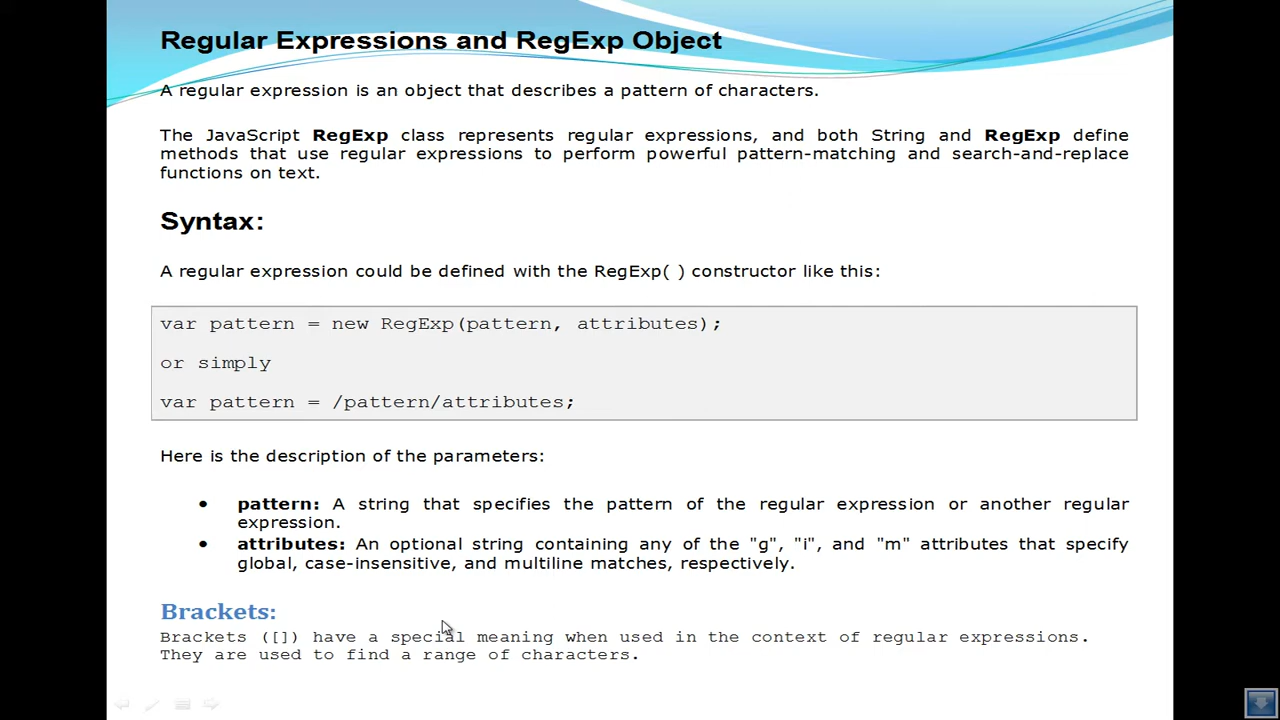 Regular Expressions and RegExp Object
A regular expression is an object that describes a pattern of characters.
The JavaScript RegExp class represents regular expressions, and both String and RegExp define
methods that use regular expressions to perform powerful pattern-matching and search-and-replace
functions on text.
Syntax:
A regular expression could be defined with the RegExp( ) constructor like this:
var pattern = new RegExp(pattern, attributes);
or simply
var pattern = /pattern/attributes;
Here is the description of the parameters:
• pattern: A string that specifies the pattern of the regular expression or another regular
expression.
• attributes: An optional string containing any of the "g", "i", and "m" attributes that specify
global, case-insensitive, and multiline matches, respectively.
Brackets:
Brackets ([]) have a special meaning when used in the context of regular expressions.
They are used to find a range of characters.